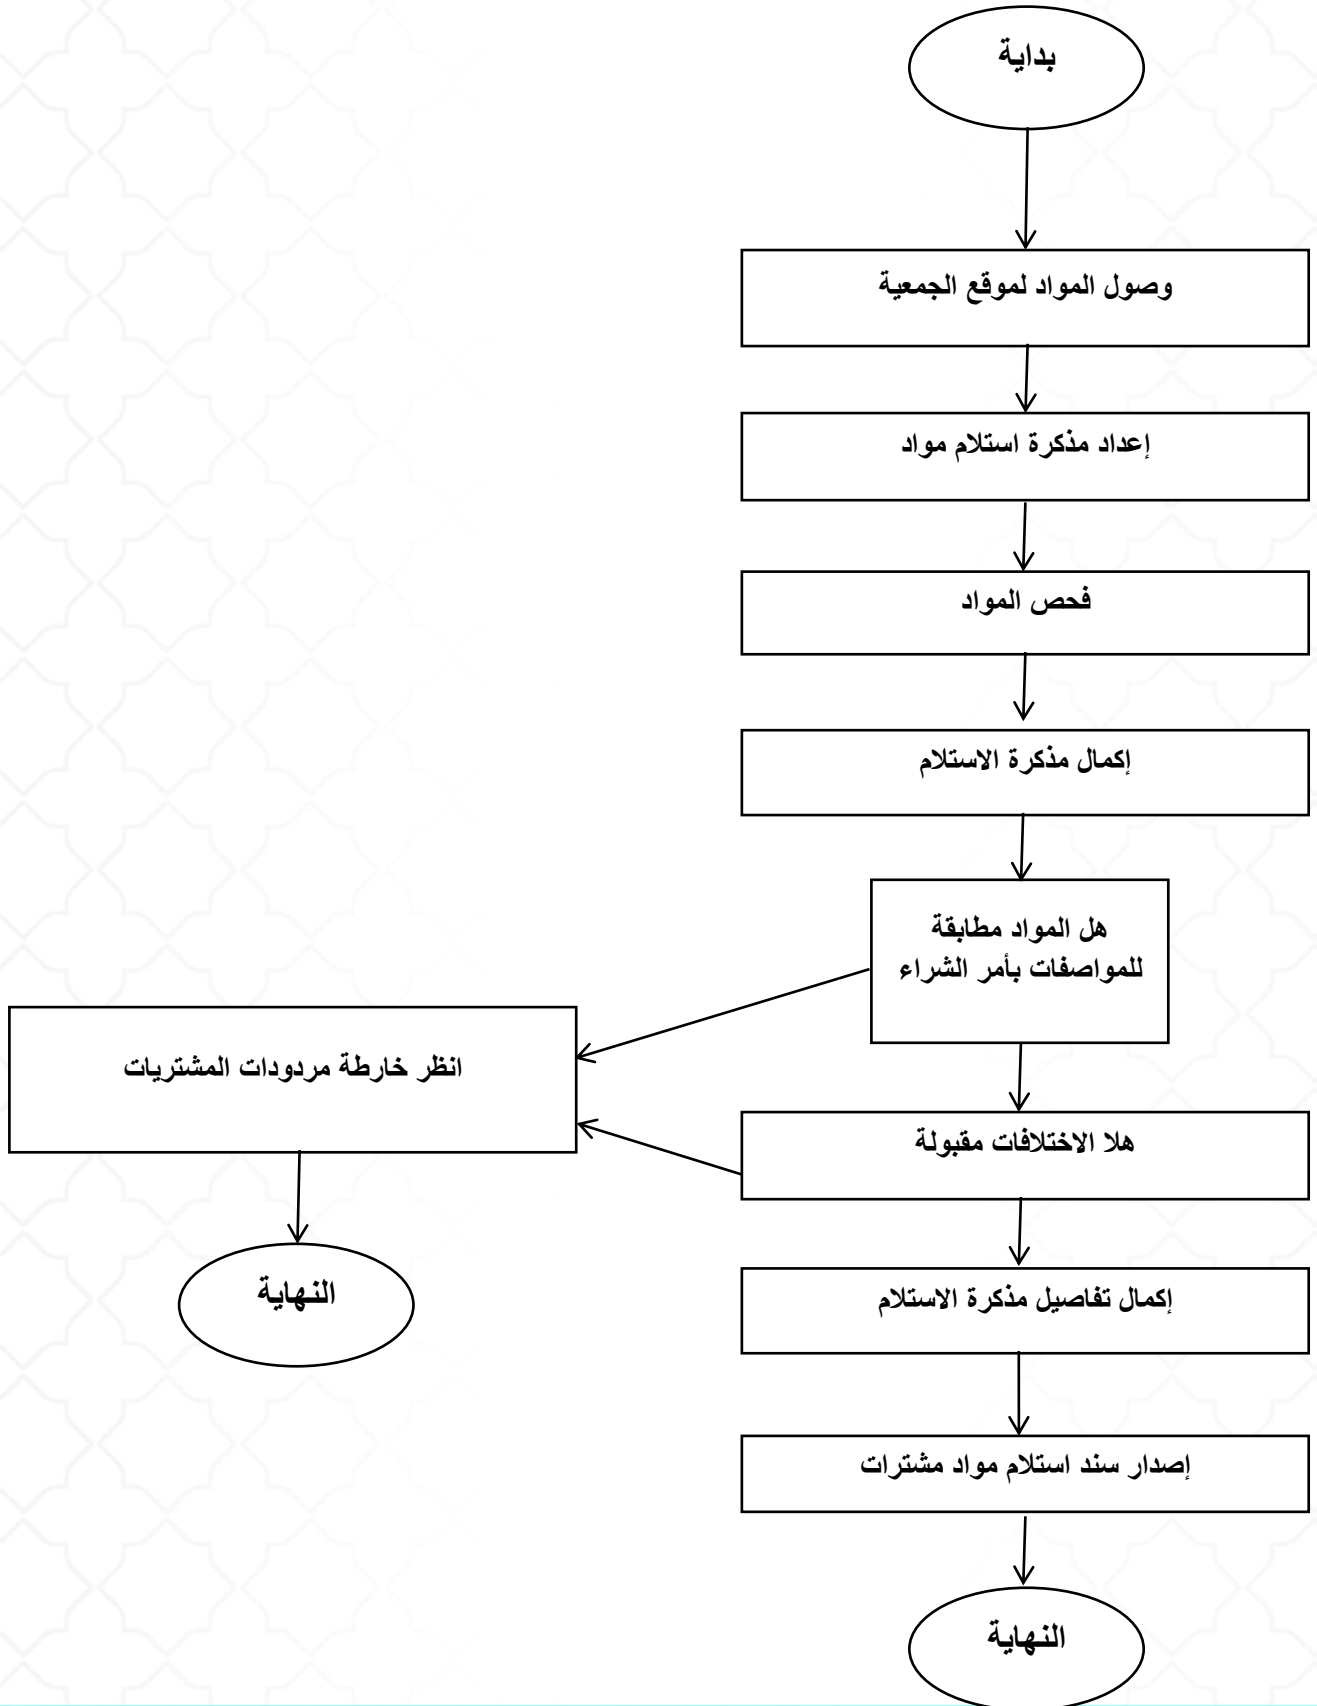 بداية
وصول المواد لموقع الجمعية
إعداد مذكرة استلام مواد
فحص المواد
إكمال مذكرة الاستلام
هل المواد مطابقة
للمواصفات بأمر الشراء
انظر خارطة مردودات المشتريات
هلا الاختلافات مقبولة
النهاية
إكمال تفاصيل مذكرة الاستلام
إصدار سند استلام مواد مشترات
النهاية